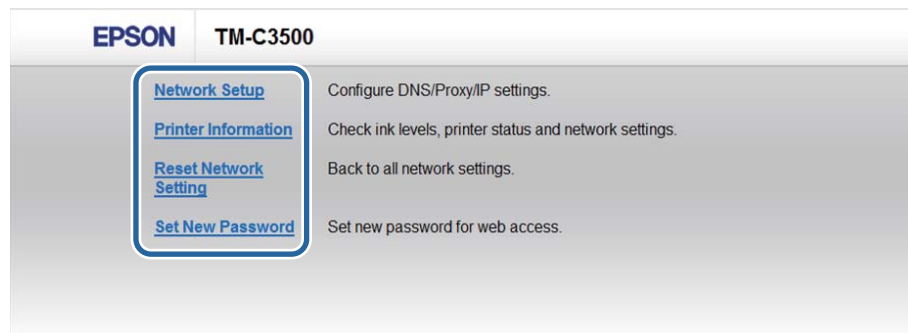 EPSON TM-C3500
Network Setup Configure DNS/Proxy/IP settings.
Printer Information Check ink levels, printer status and network settings.
Reset Network Back to all network settings.
Setting
Set New Password Set new password for web access.